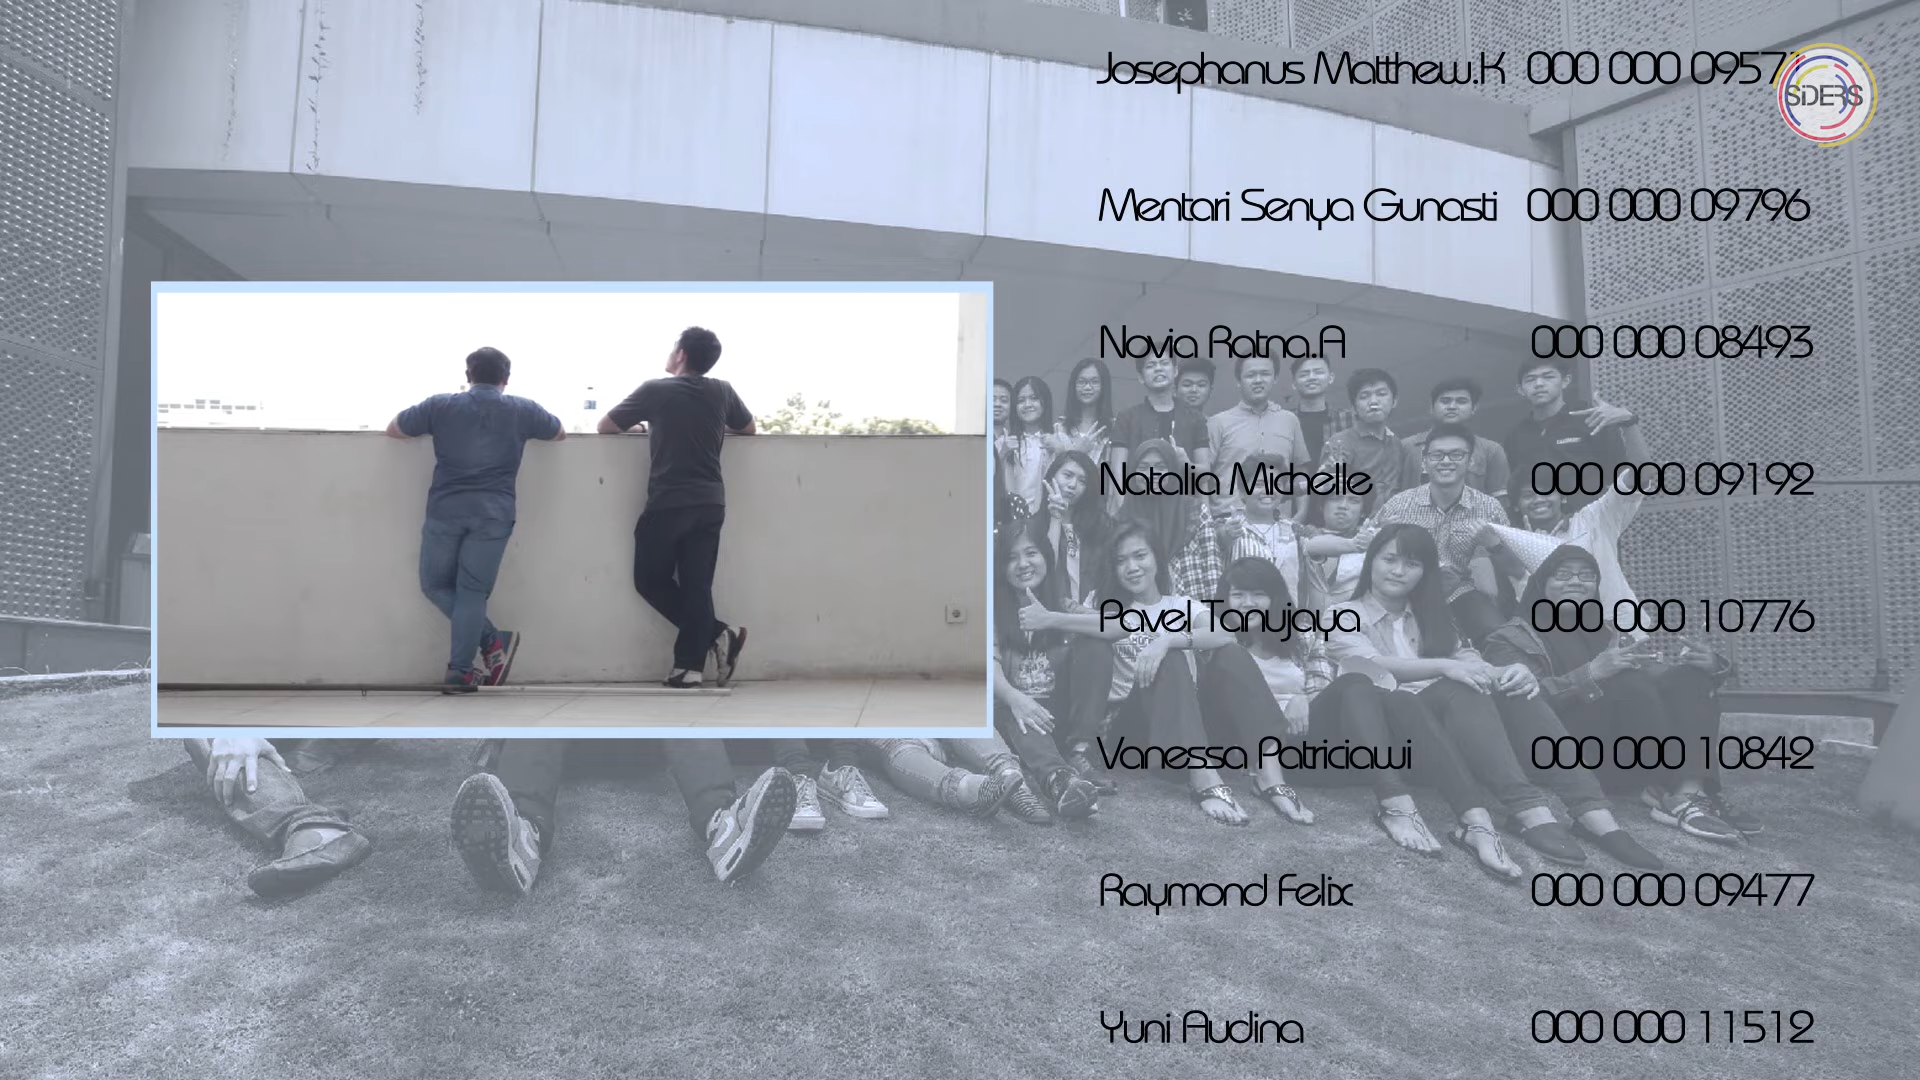 Josephanus Matthew.K 000 000 09577
SiDERS
Mentari Senya Gunasti 000 000 09796
Novia Ratna.A 000 000 08493
Natalia Michelle 000 000 09192
Pavel Tanujaya 000 000 10776
Vanessa Patriciawi 000 000 10842
Raymond Felix 000 000 09477
Yuni Audina 000 000 11512